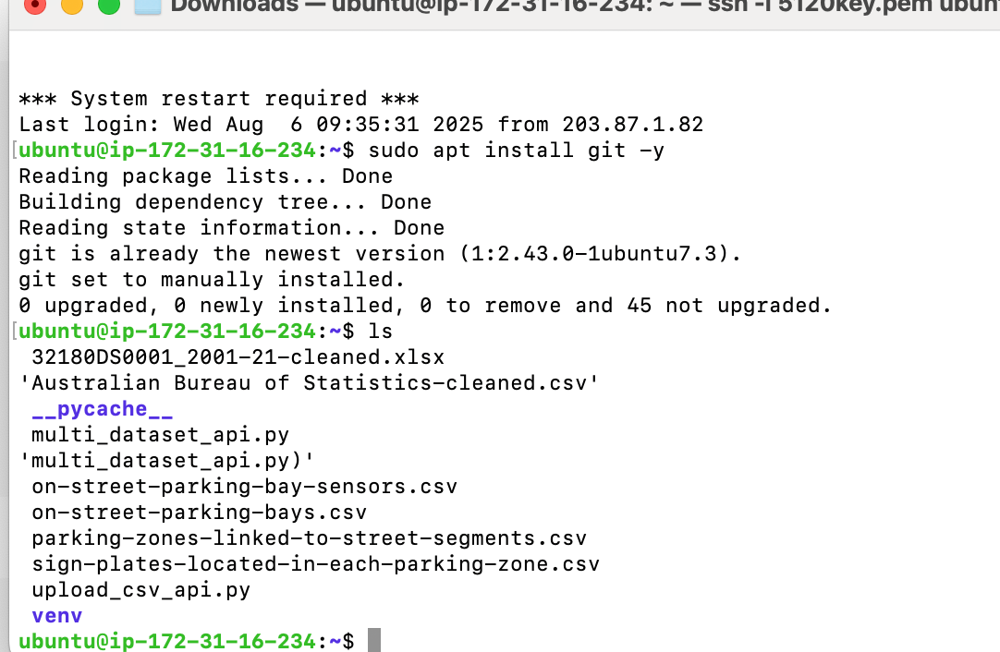 Downloads — ubuntu@ip-172-31-16-234: ~ — ssh -i 5120key.pem ubun
*** System restart required ***
Last login: Wed Aug  6 09:35:31 2025 from 203.87.1.82
[ubuntu@ip-172-31-16-234:~$ sudo apt install git -y
Reading package lists... Done
Building dependency tree... Done
Reading state information... Done
git is already the newest version (1:2.43.0-1ubuntu7.3).
git set to manually installed.
0 upgraded, 0 newly installed, 0 to remove and 45 not upgraded.
[ubuntu@ip-172-31-16-234:~$ ls
 32180DS0001_2001-21-cleaned.xlsx
'Australian Bureau of Statistics-cleaned.csv'
 __pycache__
 multi_dataset_api.py
'multi_dataset_api.py)'
 on-street-parking-bay-sensors.csv
 on-street-parking-bays.csv
 parking-zones-linked-to-street-segments.csv
 sign-plates-located-in-each-parking-zone.csv
 upload_csv_api.py
 venv
ubuntu@ip-172-31-16-234:~$